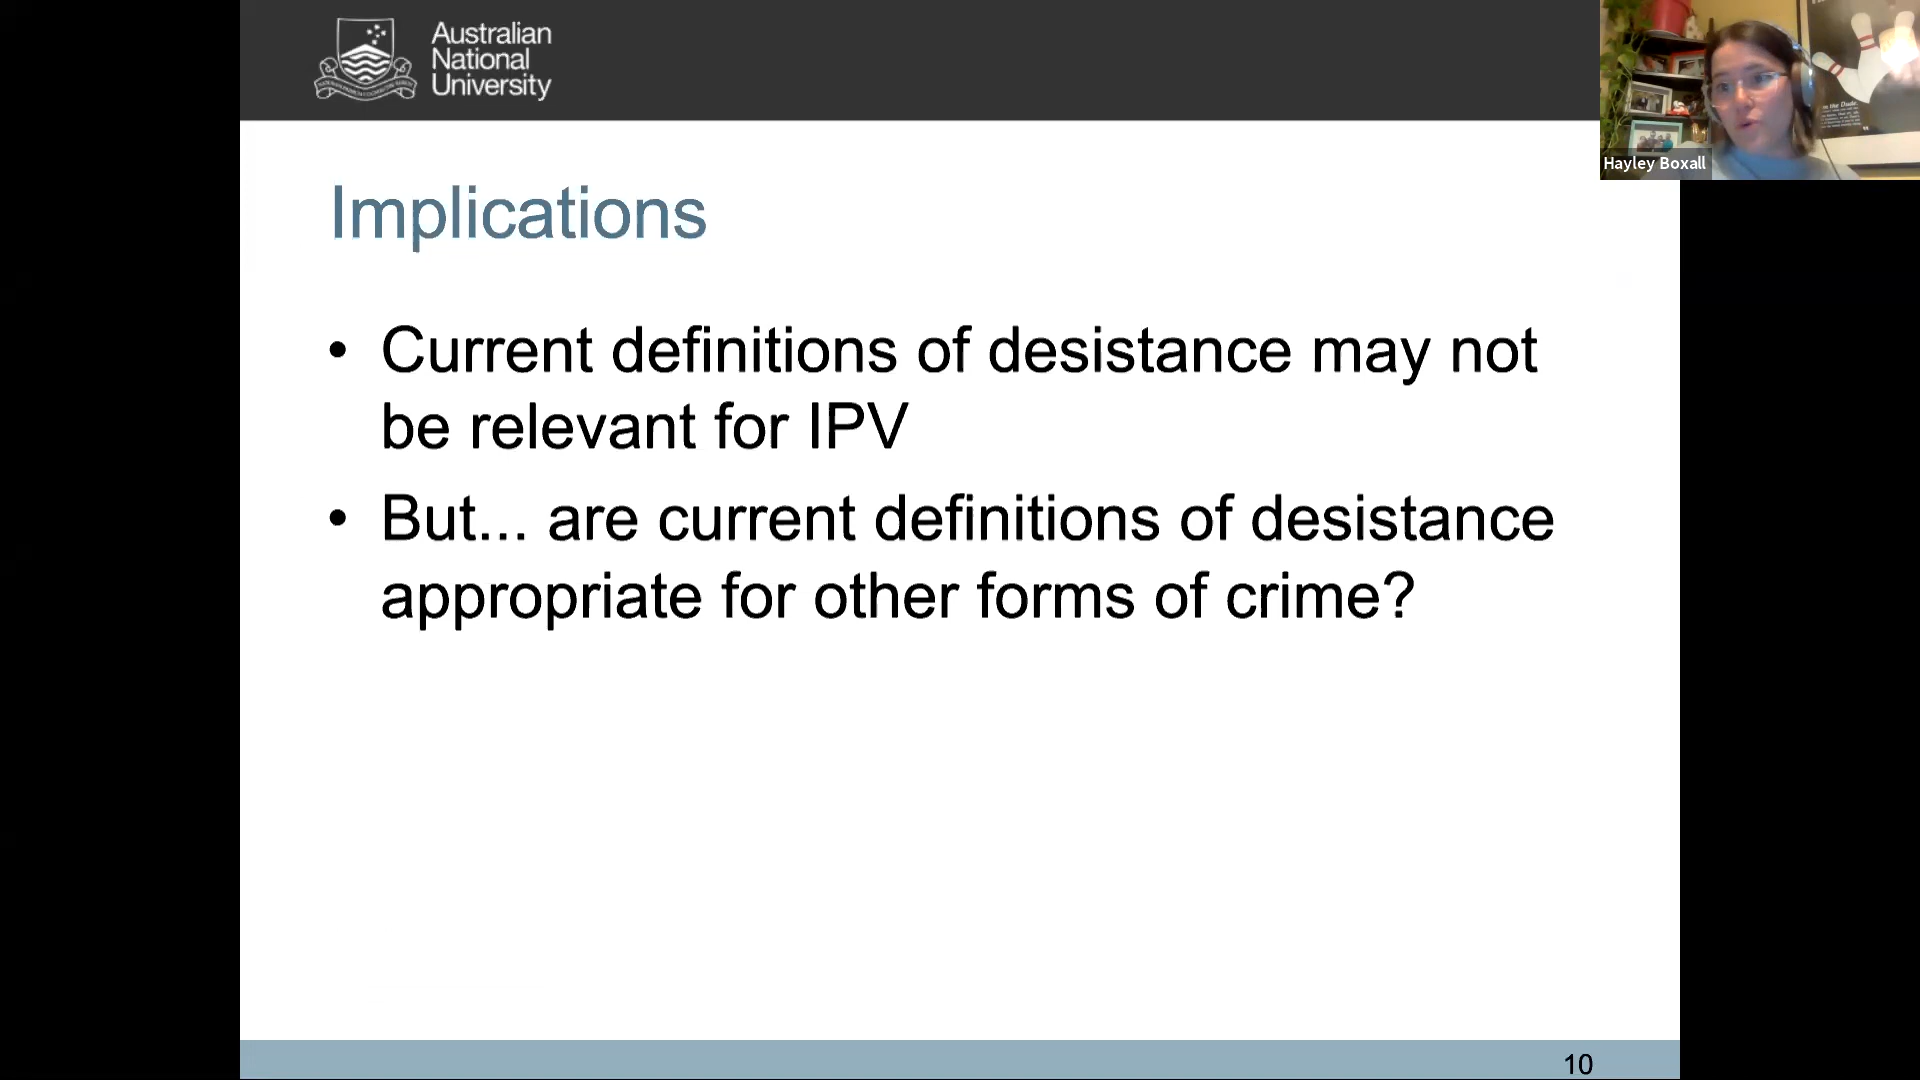 Australian
National
University
Hayley Boxall
Implications
• Current definitions of desistance may not
be relevant for IPV
• But... are current definitions of desistance
appropriate for other forms of crime?
10